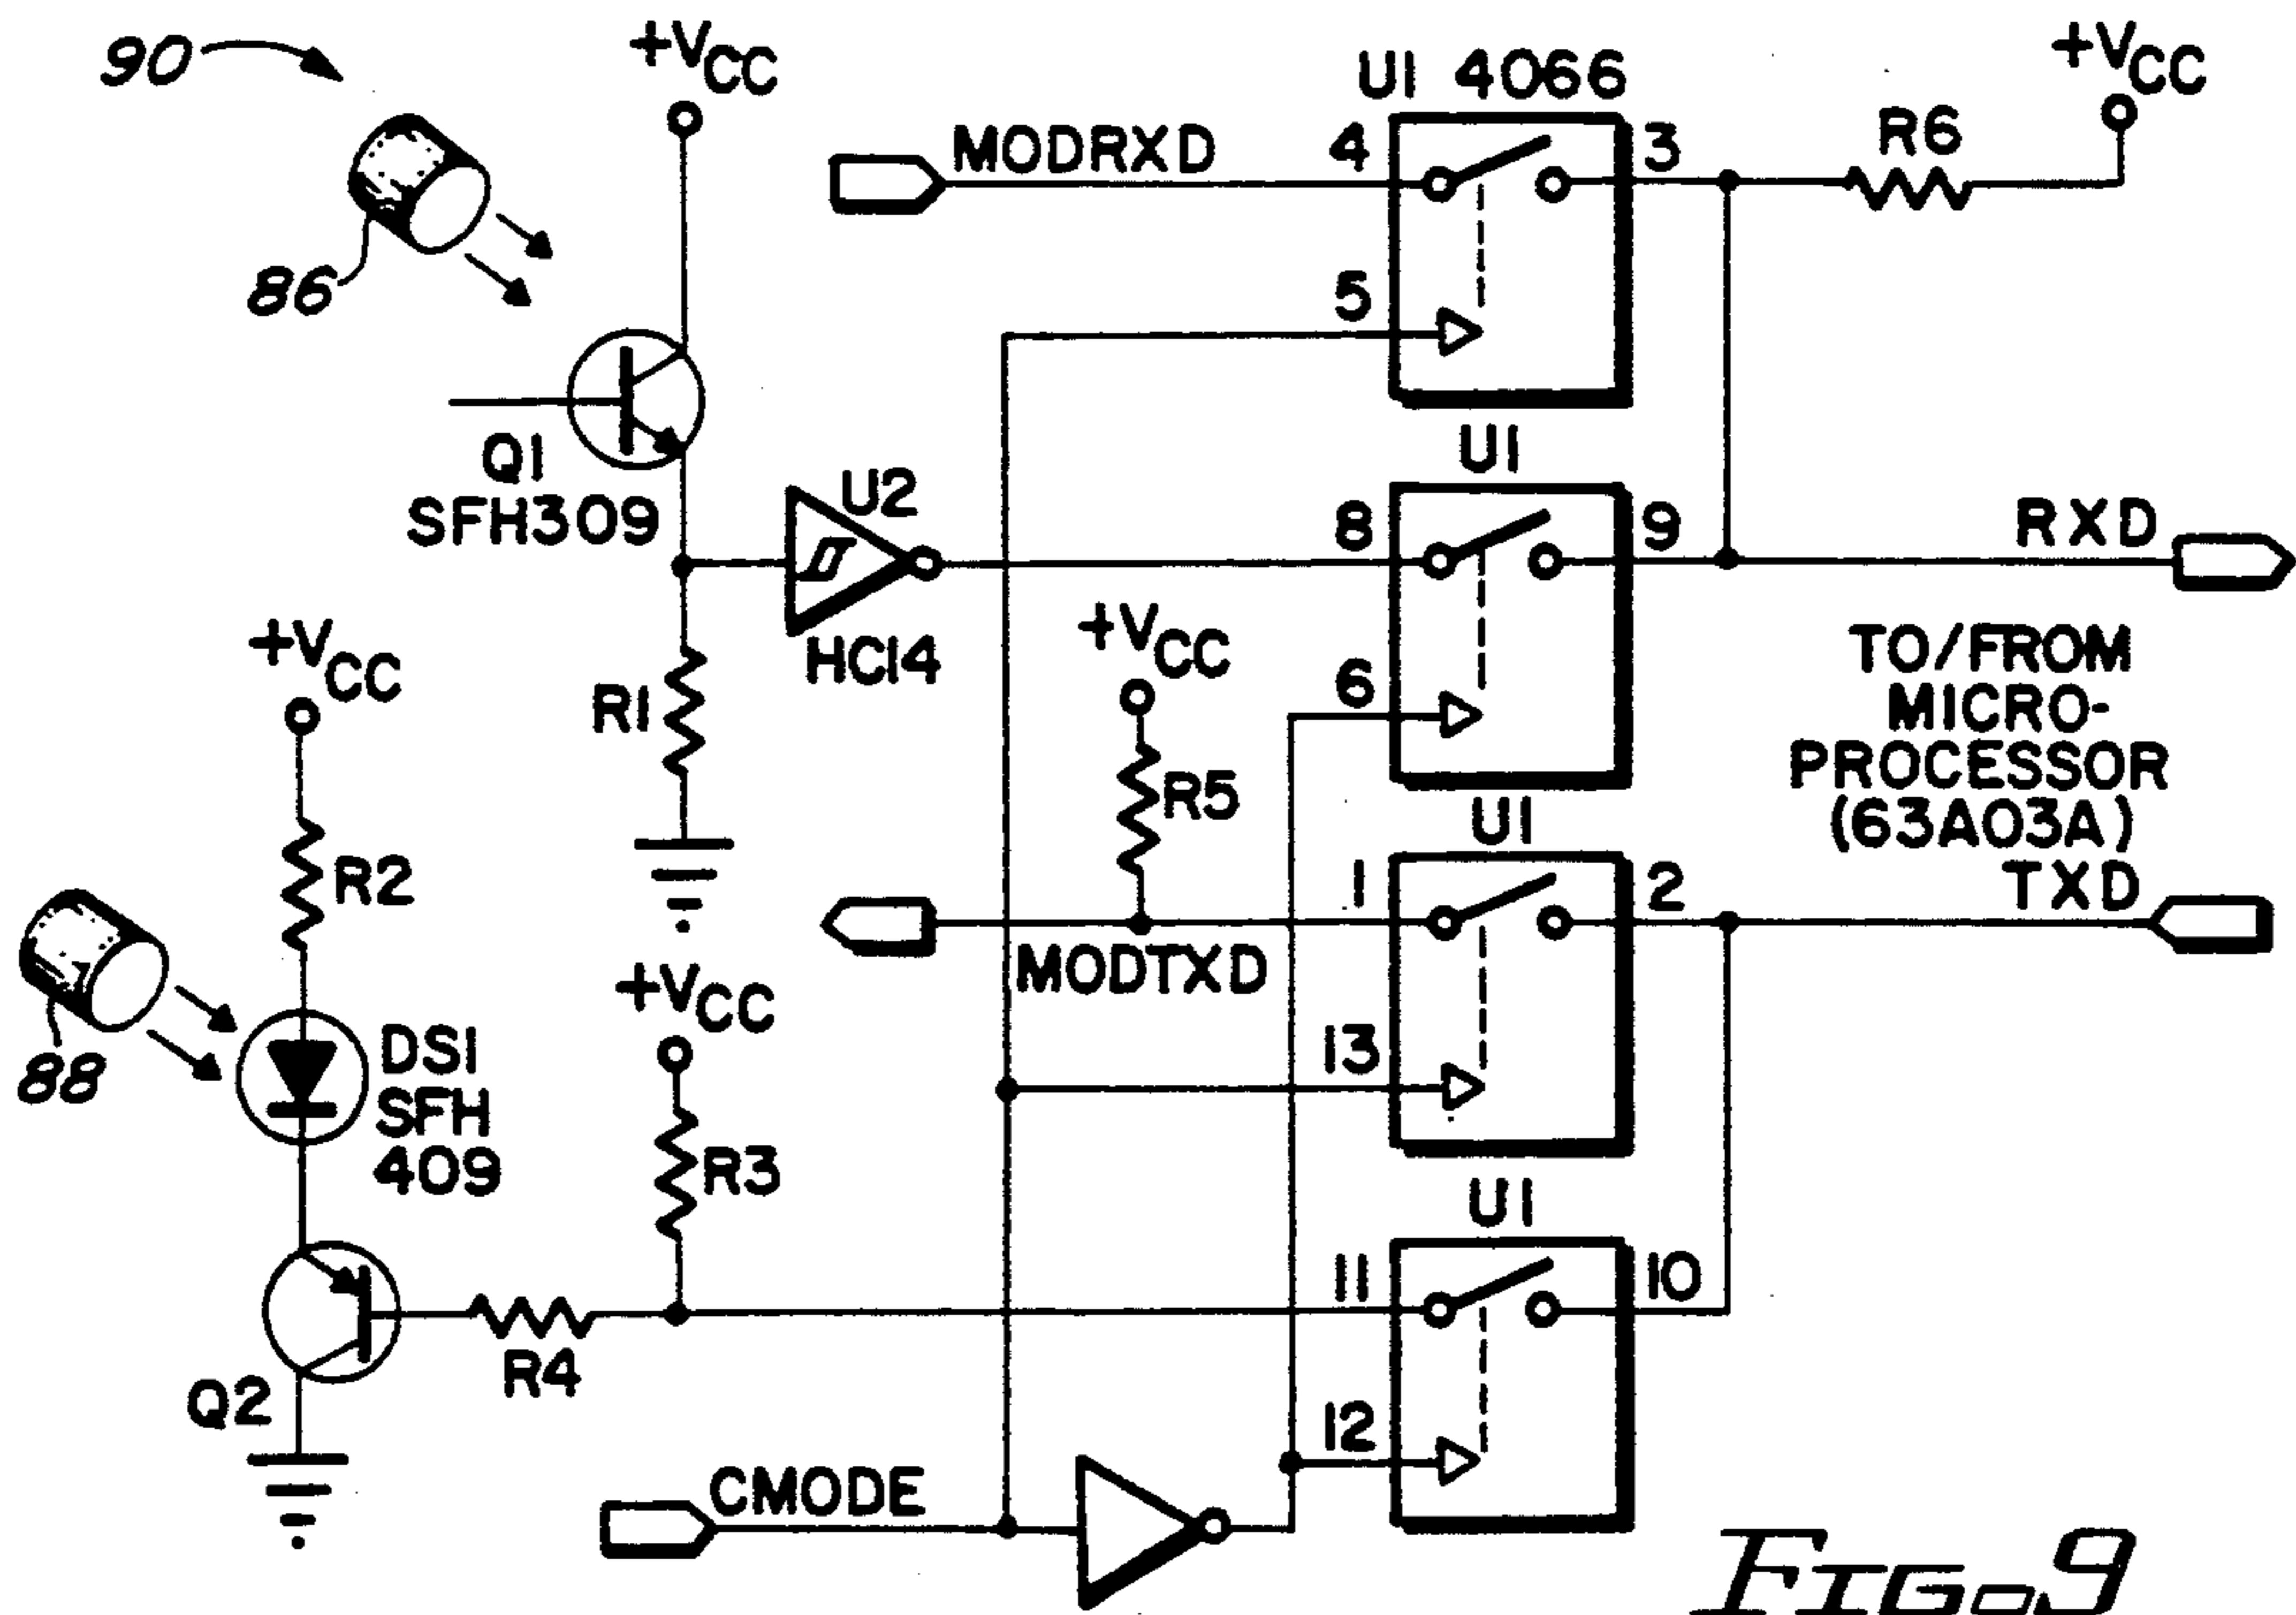 90
+VCC
U1 4066
+VCC
MODRXD
4
3
R6
86
5
Q1
SFH309
U2
HC14
U1
8
9
RXD
6
+VCC
R1
+VCC
R5
TO/FROM
MICRO-
PROCESSOR
(63A03A)
U1
R2
1
2
TXD
MODTXD
88
DS1
SFH
409
+VCC
13
R3
U1
11
10
Q2
R4
12
CMODE
FIG. 9